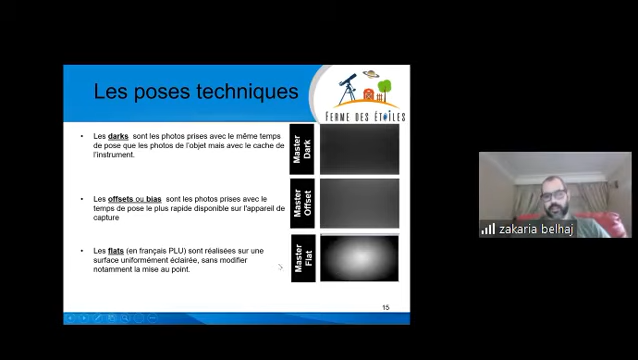 Les poses techniques
FERME DES ÉTOILES
Les darks sont les photos prises avec le même temps
de pose que les photos de l'objet mais avec le cache de
l'instrument.
Master
Dark
Les offsets ou bias sont les photos prises avec le
temps de pose le plus rapide disponible sur l'appareil de
capture
Master
Offset
Les flats (en français PLU) sont réalisées sur une
surface uniformément éclairée, sans modifier
notamment la mise au point.
Master
Flat
15
zakaria belhaj